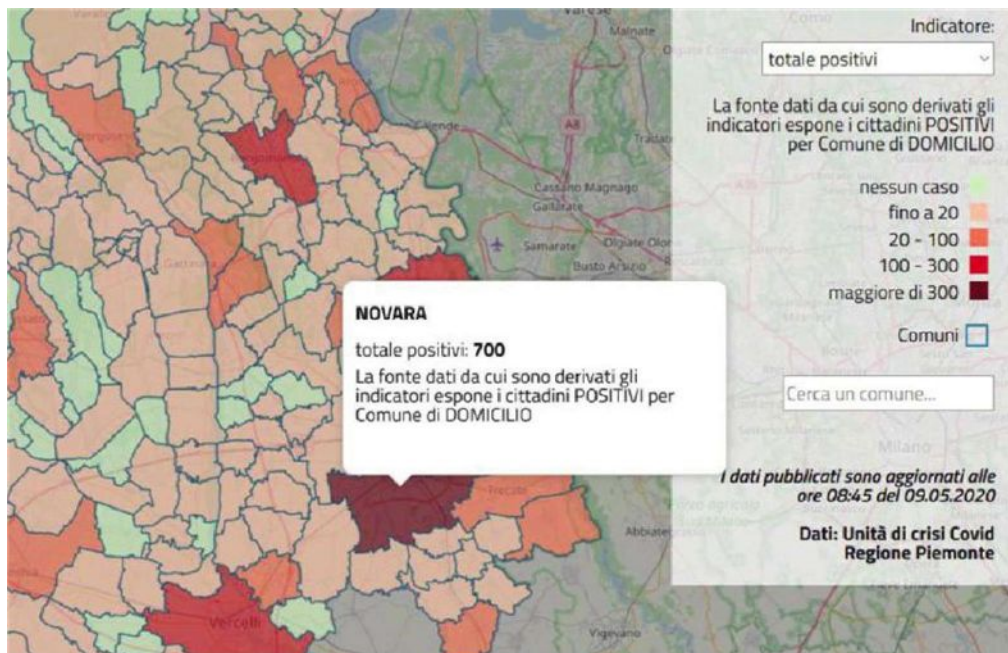 Varese
Malnate
Como
Indicatore:
totale positivi
La fonte dati da cui sono derivati gli
indicatori espone i cittadini POSITIVI
per Comune di DOMICILIO
A8
Cassano Magnago
Gallarate
Samarate
Olgiate Olo
Busto Arsizio
Gattinara
nessun caso
fino a 20
20 - 100
100 - 300
maggiore di 300
Comuni
NOVARA
totale positivi: 700
La fonte dati da cui sono derivati gli
indicatori espone i cittadini POSITIVI per
Comune di DOMICILIO
Cerca un comune...
Milano
Trecate
I dati pubblicati sono aggiornati alle
ore 08:45 del 09.05.2020
Abbiate
Dati: Unità di crisi Covid
Regione Piemonte
Vercelli
Vigevano